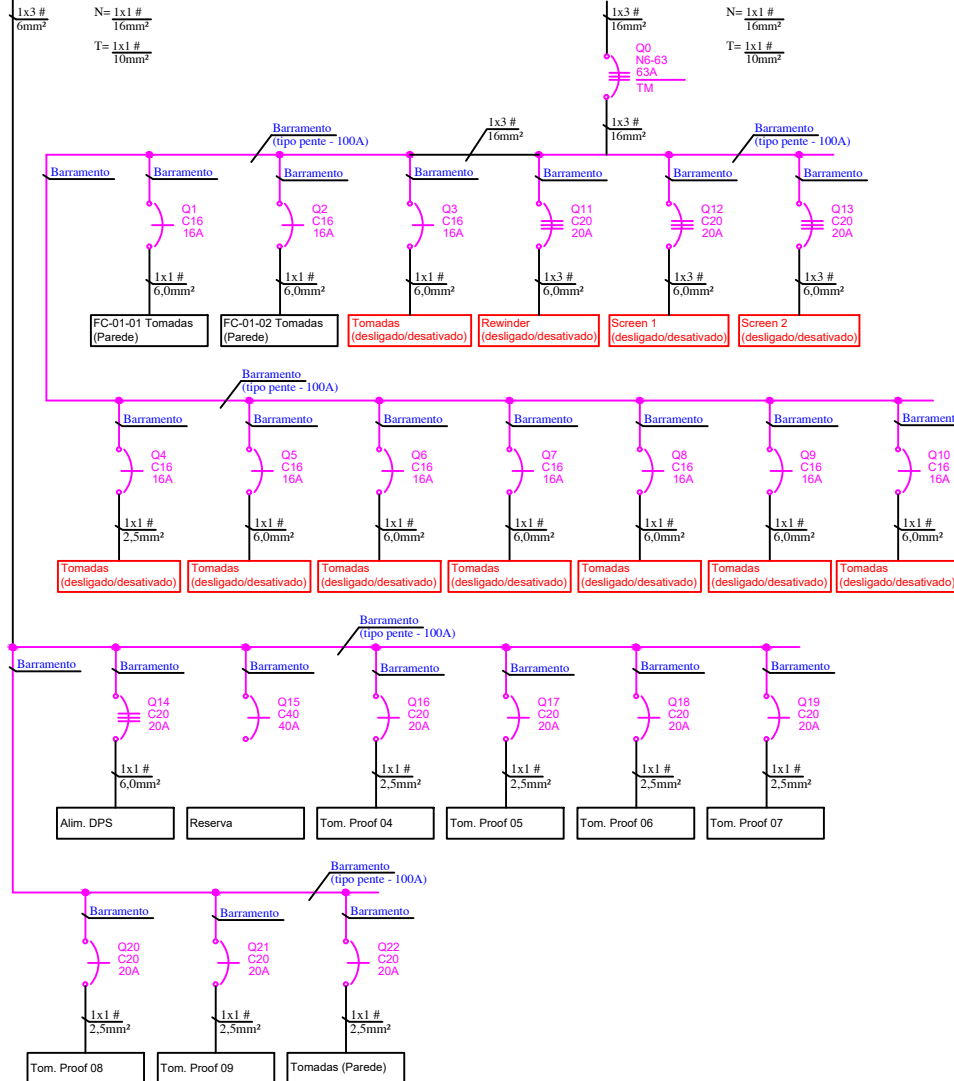 1x3 #
6mm²
N= 1x1 #
16mm²
T= 1x1 #
10mm²
1x3 #
16mm²
N= 1x1 #
16mm²
T= 1x1 #
10mm²
Q0
N6-63
63A
TM
1x3 #
16mm²
Barramento
(tipo pente - 100A)
1x3 #
16mm²
Barramento
(tipo pente - 100A)
Barramento
Barramento
Barramento
Barramento
Barramento
Barramento
Barramento
Q1
C16
16A
Q2
C16
16A
Q3
C16
16A
Q11
C20
20A
Q12
C20
20A
Q13
C20
20A
1x1 #
6,0mm²
1x1 #
6,0mm²
1x1 #
6,0mm²
1x3 #
6,0mm²
1x3 #
6,0mm²
1x3 #
6,0mm²
FC-01-01 Tomadas
(Parede)
FC-01-02 Tomadas
(Parede)
Tomadas
(desligado/desativado)
Rewinder
(desligado/desativado)
Screen 1
(desligado/desativado)
Screen 2
(desligado/desativado)
Barramento
(tipo pente - 100A)
Barramento
Barramento
Barramento
Barramento
Barramento
Barramento
Barrament
Q4
C16
16A
Q5
C16
16A
Q6
C16
16A
Q7
C16
16A
Q8
C16
16A
Q9
C16
16A
Q10
C16
16A
1x1 #
2,5mm²
1x1 #
6,0mm²
1x1 #
6,0mm²
1x1 #
6,0mm²
1x1 #
6,0mm²
1x1 #
6,0mm²
1x1 #
6,0mm²
Tomadas
(desligado/desativado)
Tomadas
(desligado/desativado)
Tomadas
(desligado/desativado)
Tomadas
(desligado/desativado)
Tomadas
(desligado/desativado)
Tomadas
(desligado/desativado)
Tomadas
(desligado/desativado)
Barramento
(tipo pente - 100A)
Barramento
Barramento
Barramento
Barramento
Barramento
Barramento
Barramento
Q14
C20
20A
Q15
C40
40A
Q16
C20
20A
Q17
C20
20A
Q18
C20
20A
Q19
C20
20A
1x1 #
6,0mm²
1x1 #
2,5mm²
1x1 #
2,5mm²
1x1 #
2,5mm²
1x1 #
2,5mm²
Alim. DPS
Reserva
Tom. Proof 04
Tom. Proof 05
Tom. Proof 06
Tom. Proof 07
Barramento
(tipo pente - 100A)
Barramento
Barramento
Barramento
Q20
C20
20A
Q21
C20
20A
Q22
C20
20A
1x1 #
2,5mm²
1x1 #
2,5mm²
1x1 #
2,5mm²
Tom. Proof 08
Tom. Proof 09
Tomadas (Parede)